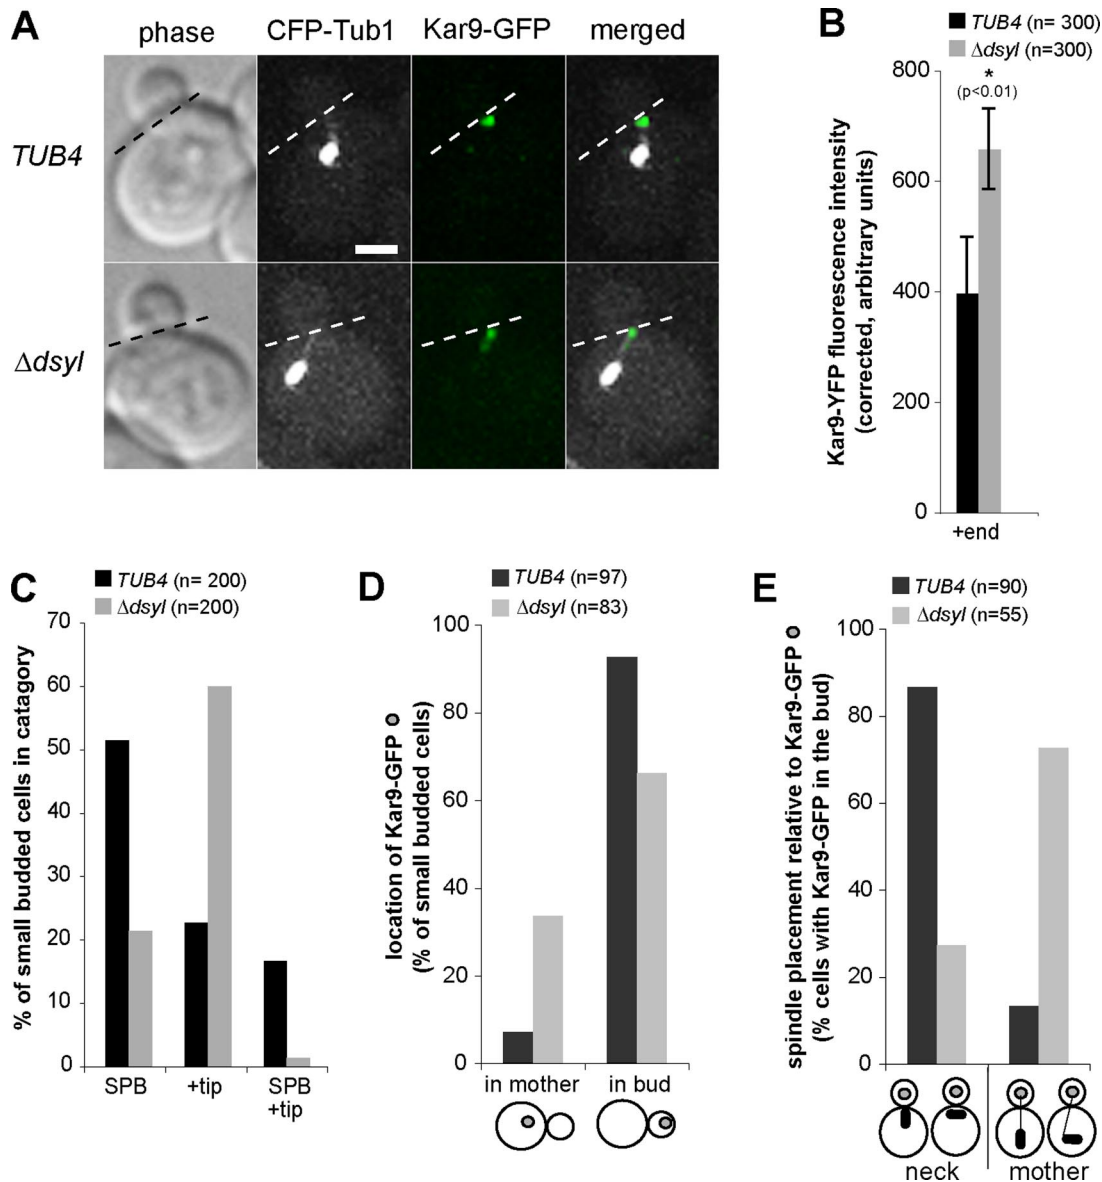 A
phase
CFP-Tub1
Kar9-GFP
merged
TUB4
Δdsyl
B
TUB4 (n= 300)
Δdsyl (n=300)
Kar9-YFP fluorescence intensity
(corrected, arbitrary units)
800
600
400
200
0
*
(p<0.01)
+end
C
TUB4 (n= 200)
Δdsyl (n=200)
% of small budded cells in catagory
70
60
50
40
30
20
10
0
SPB
+tip
SPB
+tip
D
TUB4 (n=97)
Δdsyl (n=83)
location of Kar9-GFP
(% of small budded cells)
100
80
60
40
20
0
in mother
in bud
E
TUB4 (n=90)
Δdsyl (n=55)
spindle placement relative to Kar9-GFP
(% cells with Kar9-GFP in the bud)
100
80
60
40
20
0
neck
mother